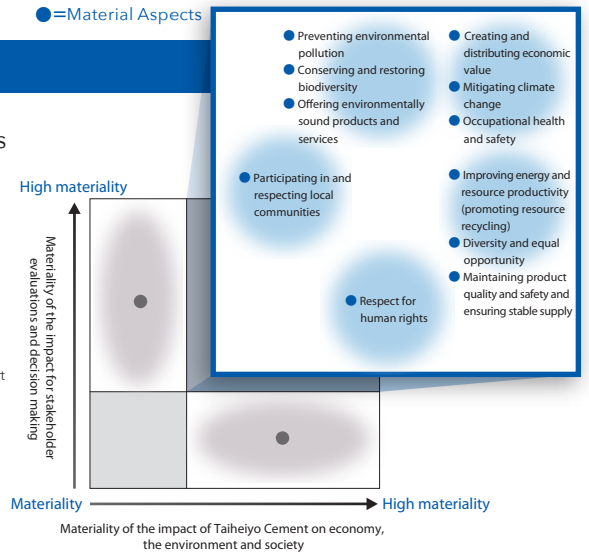 ●=Material Aspects
● Preventing environmental
pollution
● Conserving and restoring
biodiversity
● Offering environmentally
sound products and
services
● Creating and
distributing economic
value
● Mitigating climate
change
● Occupational health
and safety
● Participating in and
respecting local
communities
● Improving energy and
resource productivity
(promoting resource
recycling)
● Diversity and equal
opportunity
● Maintaining product
quality and safety and
ensuring stable supply
● Respect for
human rights
s
High materiality
Materiality of the impact for stakeholder
evaluations and decision making
rt
Materiality
High materiality
Materiality of the impact of Taiheiyo Cement on economy,
the environment and society